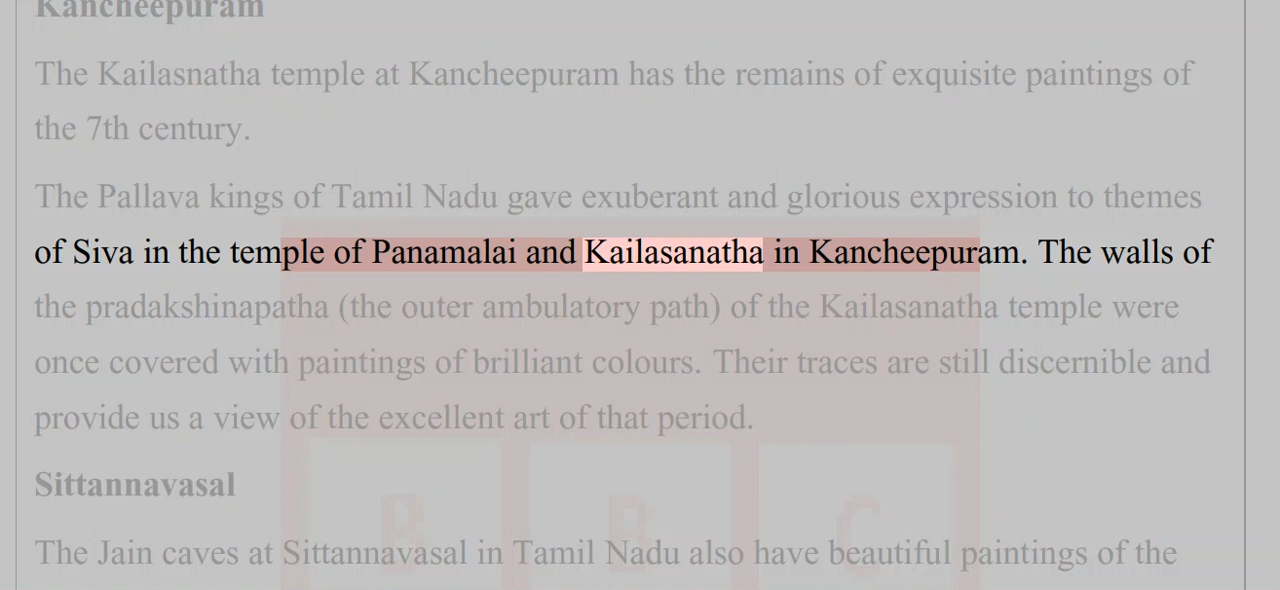 Kancheepuram
The Kailasnatha temple at Kancheepuram has the remains of exquisite paintings of
the 7th century.
The Pallava kings of Tamil Nadu gave exuberant and glorious expression to themes
of Siva in the temple of Panamalai and Kailasanatha in Kancheepuram. The walls of
the pradakshinapatha (the outer ambulatory path) of the Kailasanatha temple were
once covered with paintings of brilliant colours. Their traces are still discernible and
provide us a view of the excellent art of that period.
Sittannavasal
B B C
The Jain caves at Sittannavasal in Tamil Nadu also have beautiful paintings of the